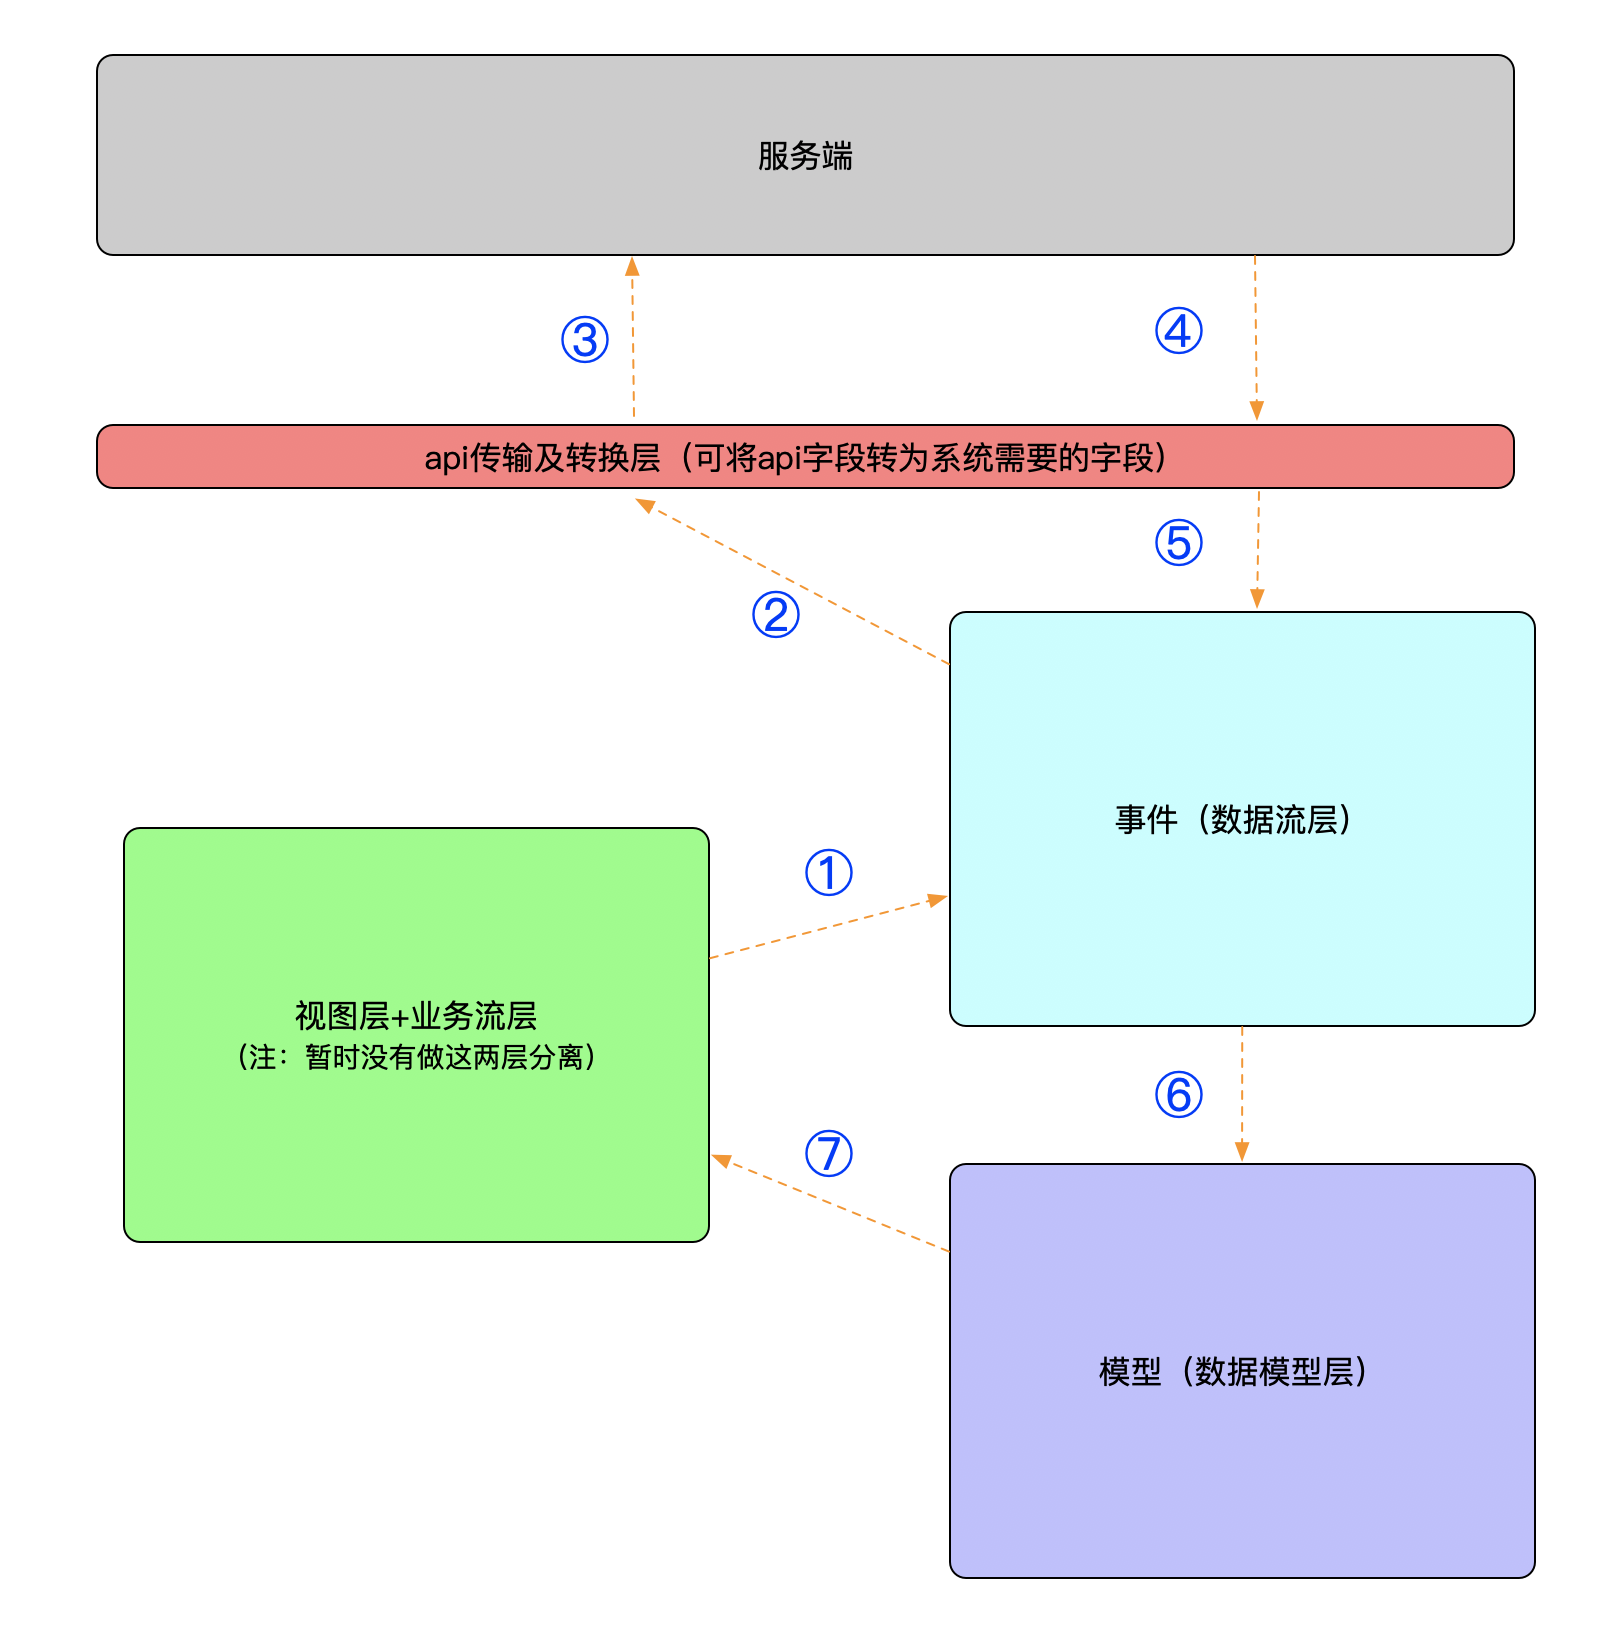 服务端
③
④
api传输及转换层（可将api字段转为系统需要的字段）
⑤
②
事件（数据流层）
①
视图层+业务流层
（注：暂时没有做这两层分离）
⑥
⑦
模型（数据模型层）